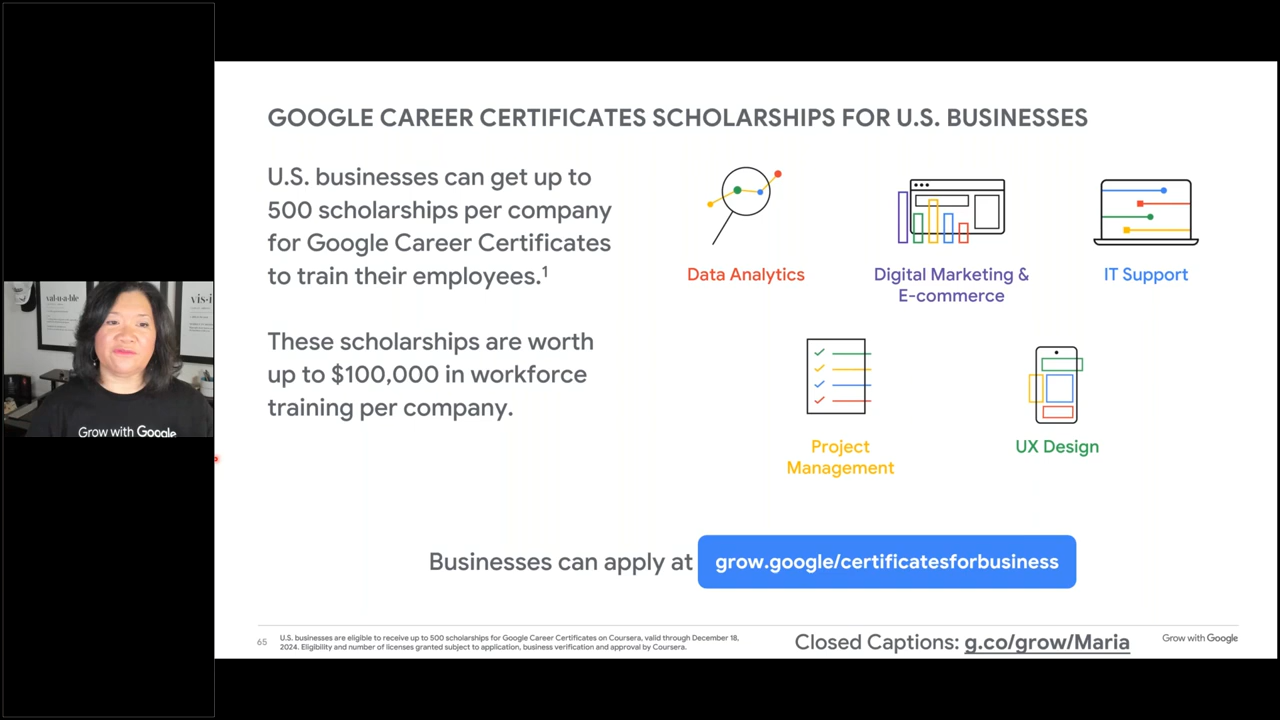 GOOGLE CAREER CERTIFICATES SCHOLARSHIPS FOR U.S. BUSINESSES
U.S. businesses can get up to
500 scholarships per company
for Google Career Certificates
to train their employees.¹
These scholarships are worth
up to $100,000 in workforce
training per company.
Data Analytics
Digital Marketing &
E-commerce
IT Support
Project
Management
UX Design
Businesses can apply at grow.google/certificatesforbusiness
65
U.S. businesses are eligible to receive up to 500 scholarships for Google Career Certificates on Coursera, valid through December 18,
2024. Eligibility and number of licenses granted subject to application, business verification and approval by Coursera.
Closed Captions: g.co/grow/Maria
Grow with Google
val·u·a·ble
vis·i
Grow with Google